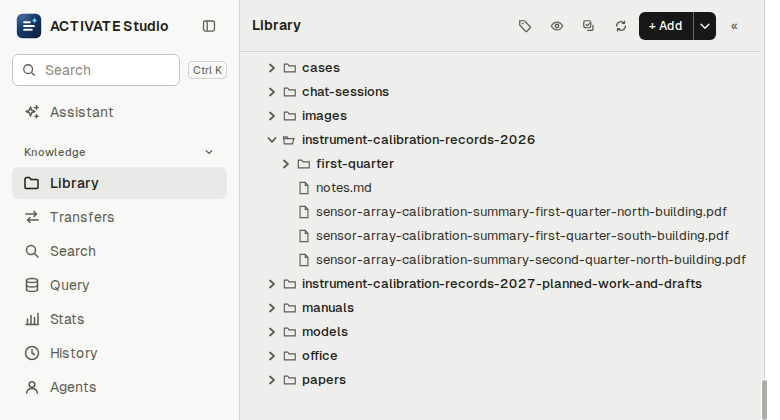 ACTIVATE Studio
Search
Ctrl K
Assistant
Knowledge
Library
Transfers
Search
Query
Stats
History
Agents
Library
+ Add
«
cases
chat-sessions
images
instrument-calibration-records-2026
first-quarter
notes.md
sensor-array-calibration-summary-first-quarter-north-building.pdf
sensor-array-calibration-summary-first-quarter-south-building.pdf
sensor-array-calibration-summary-second-quarter-north-building.pdf
instrument-calibration-records-2027-planned-work-and-drafts
manuals
models
office
papers